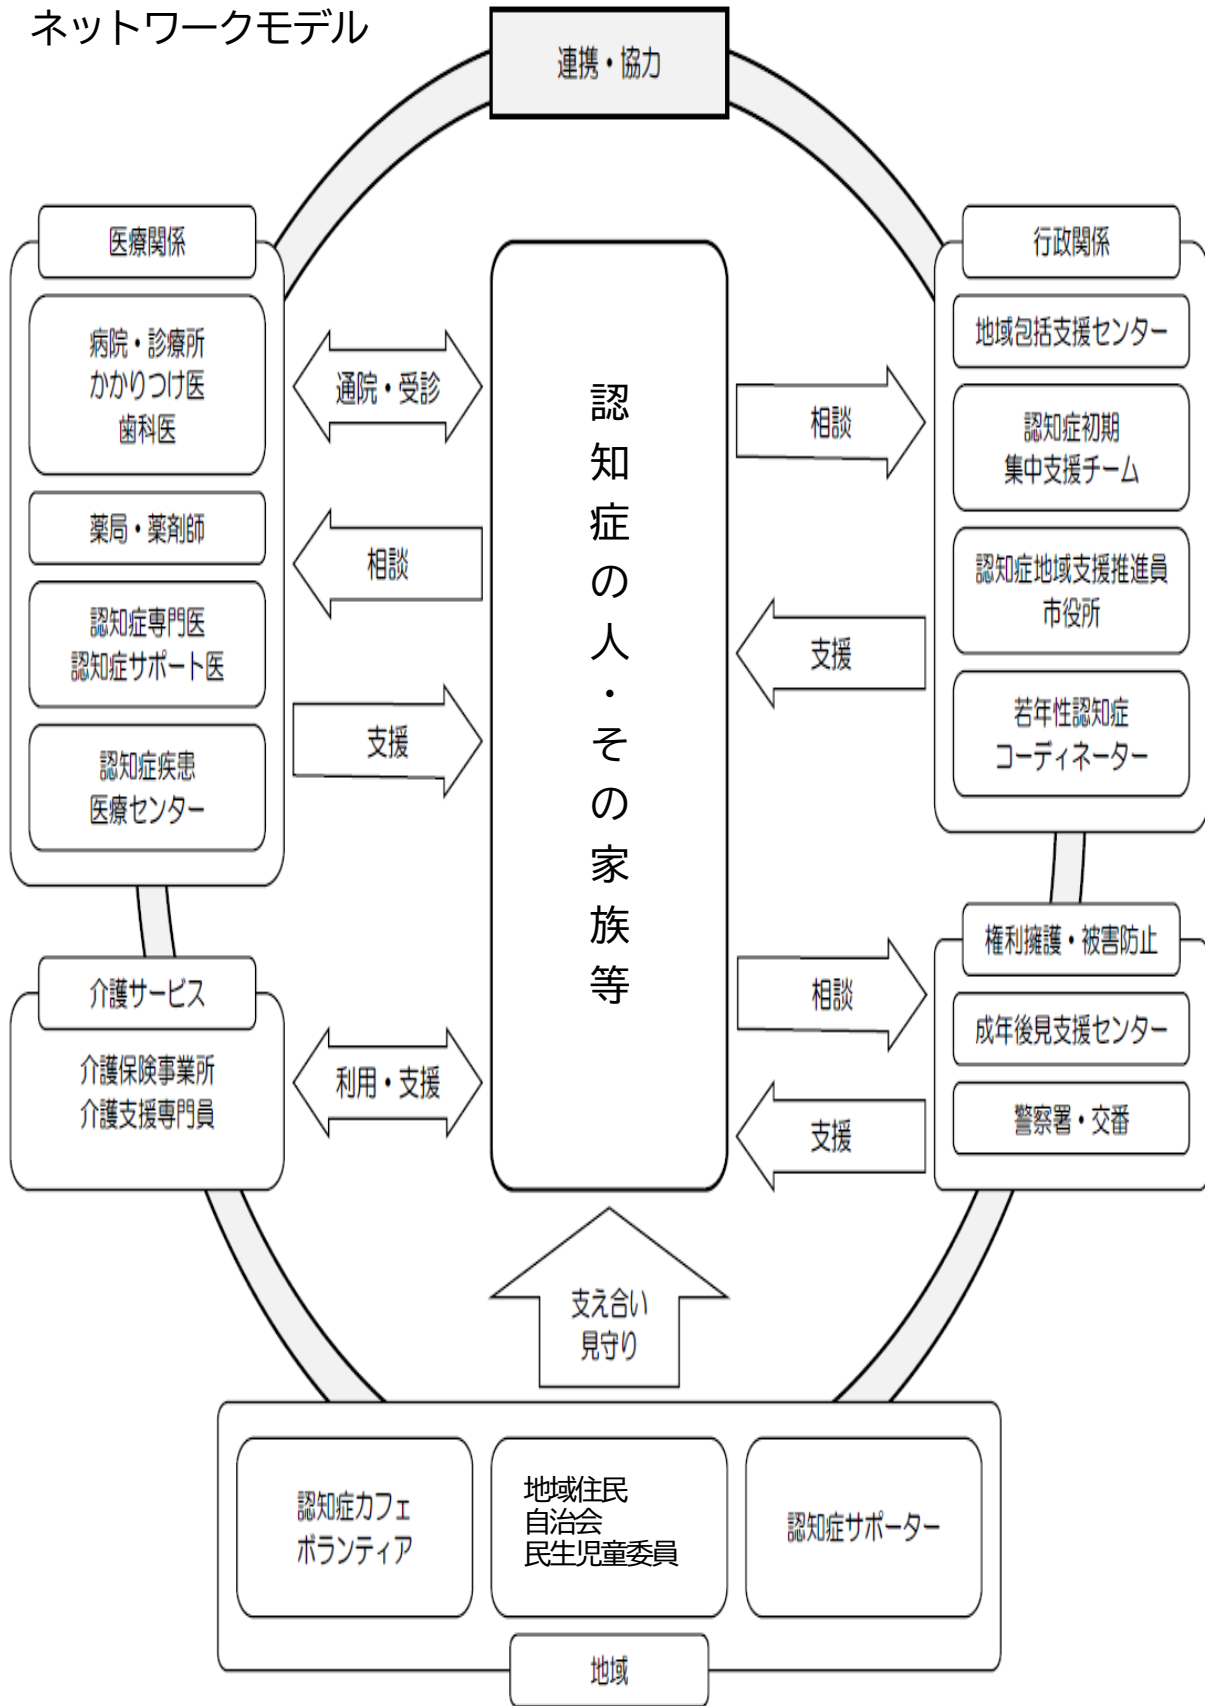 ネットワークモデル
連携・協力
医療関係
病院・診療所
かかりつけ医
歯科医
薬局・薬剤師
認知症専門医
認知症サポート医
認知症疾患
医療センター
介護サービス
介護保険事業所
介護支援専門員
通院・受診
相談
支援
利用・支援
認知症の人・その家族等
相談
支援
相談
支援
行政関係
地域包括支援センター
認知症初期
集中支援チーム
認知症地域支援推進員
市役所
若年性認知症
コーディネーター
権利擁護・被害防止
成年後見支援センター
警察署・交番
支え合い
見守り
認知症カフェ
ボランティア
地域住民
自治会
民生児童委員
認知症サポーター
地域